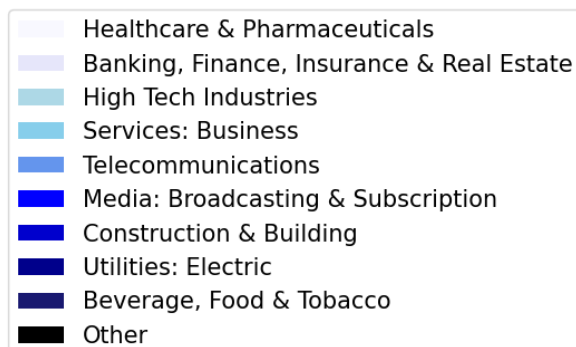 Healthcare & Pharmaceuticals
Banking, Finance, Insurance & Real Estate
High Tech Industries
Services: Business
Telecommunications
Media: Broadcasting & Subscription
Construction & Building
Utilities: Electric
Beverage, Food & Tobacco
Other